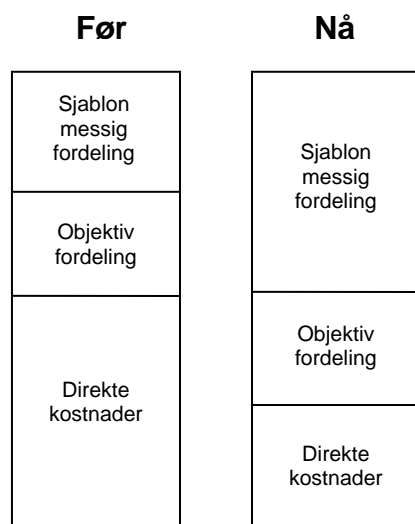 Før
Sjablon
messig
fordeling
Objektiv
fordeling
Direkte
kostnader
Nå
Sjablon
messig
fordeling
Objektiv
fordeling
Direkte
kostnader